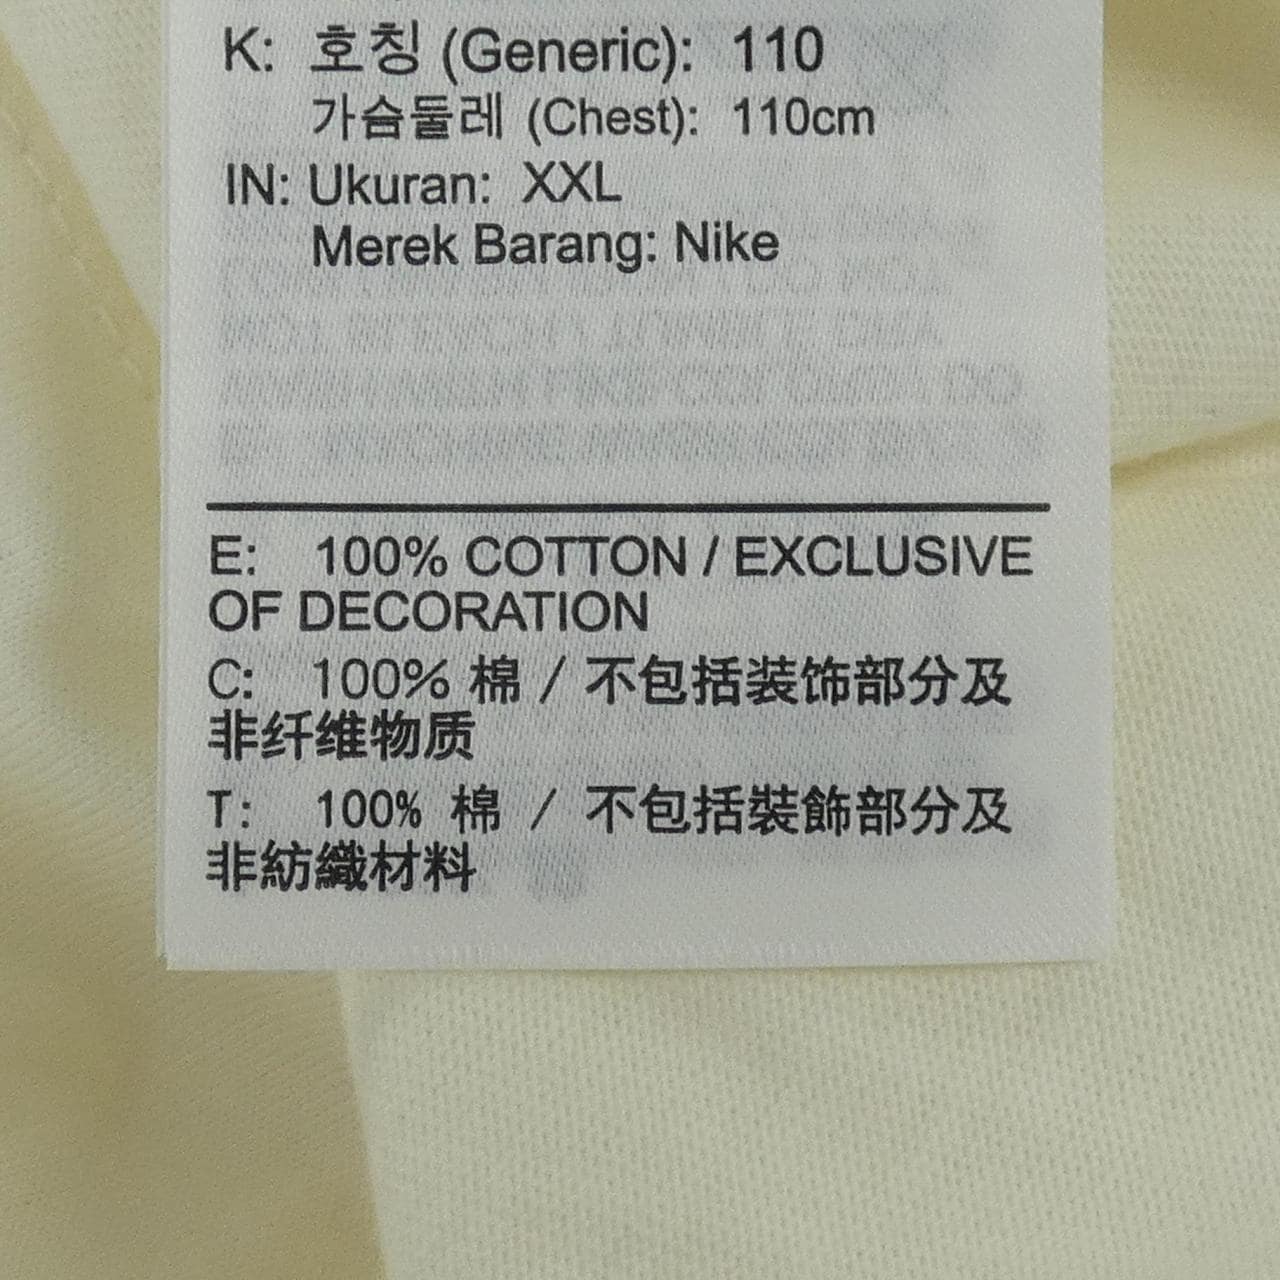 K: 호칭 (Generic): 110
가슴둘레 (Chest): 110cm
IN: Ukuran: XXL
Merek Barang: Nike
E: 100% COTTON / EXCLUSIVE
OF DECORATION
C: 100% 棉 / 不包括装饰部分及
非纤维物质
T: 100% 棉 / 不包括裝飾部分及
非紡織材料